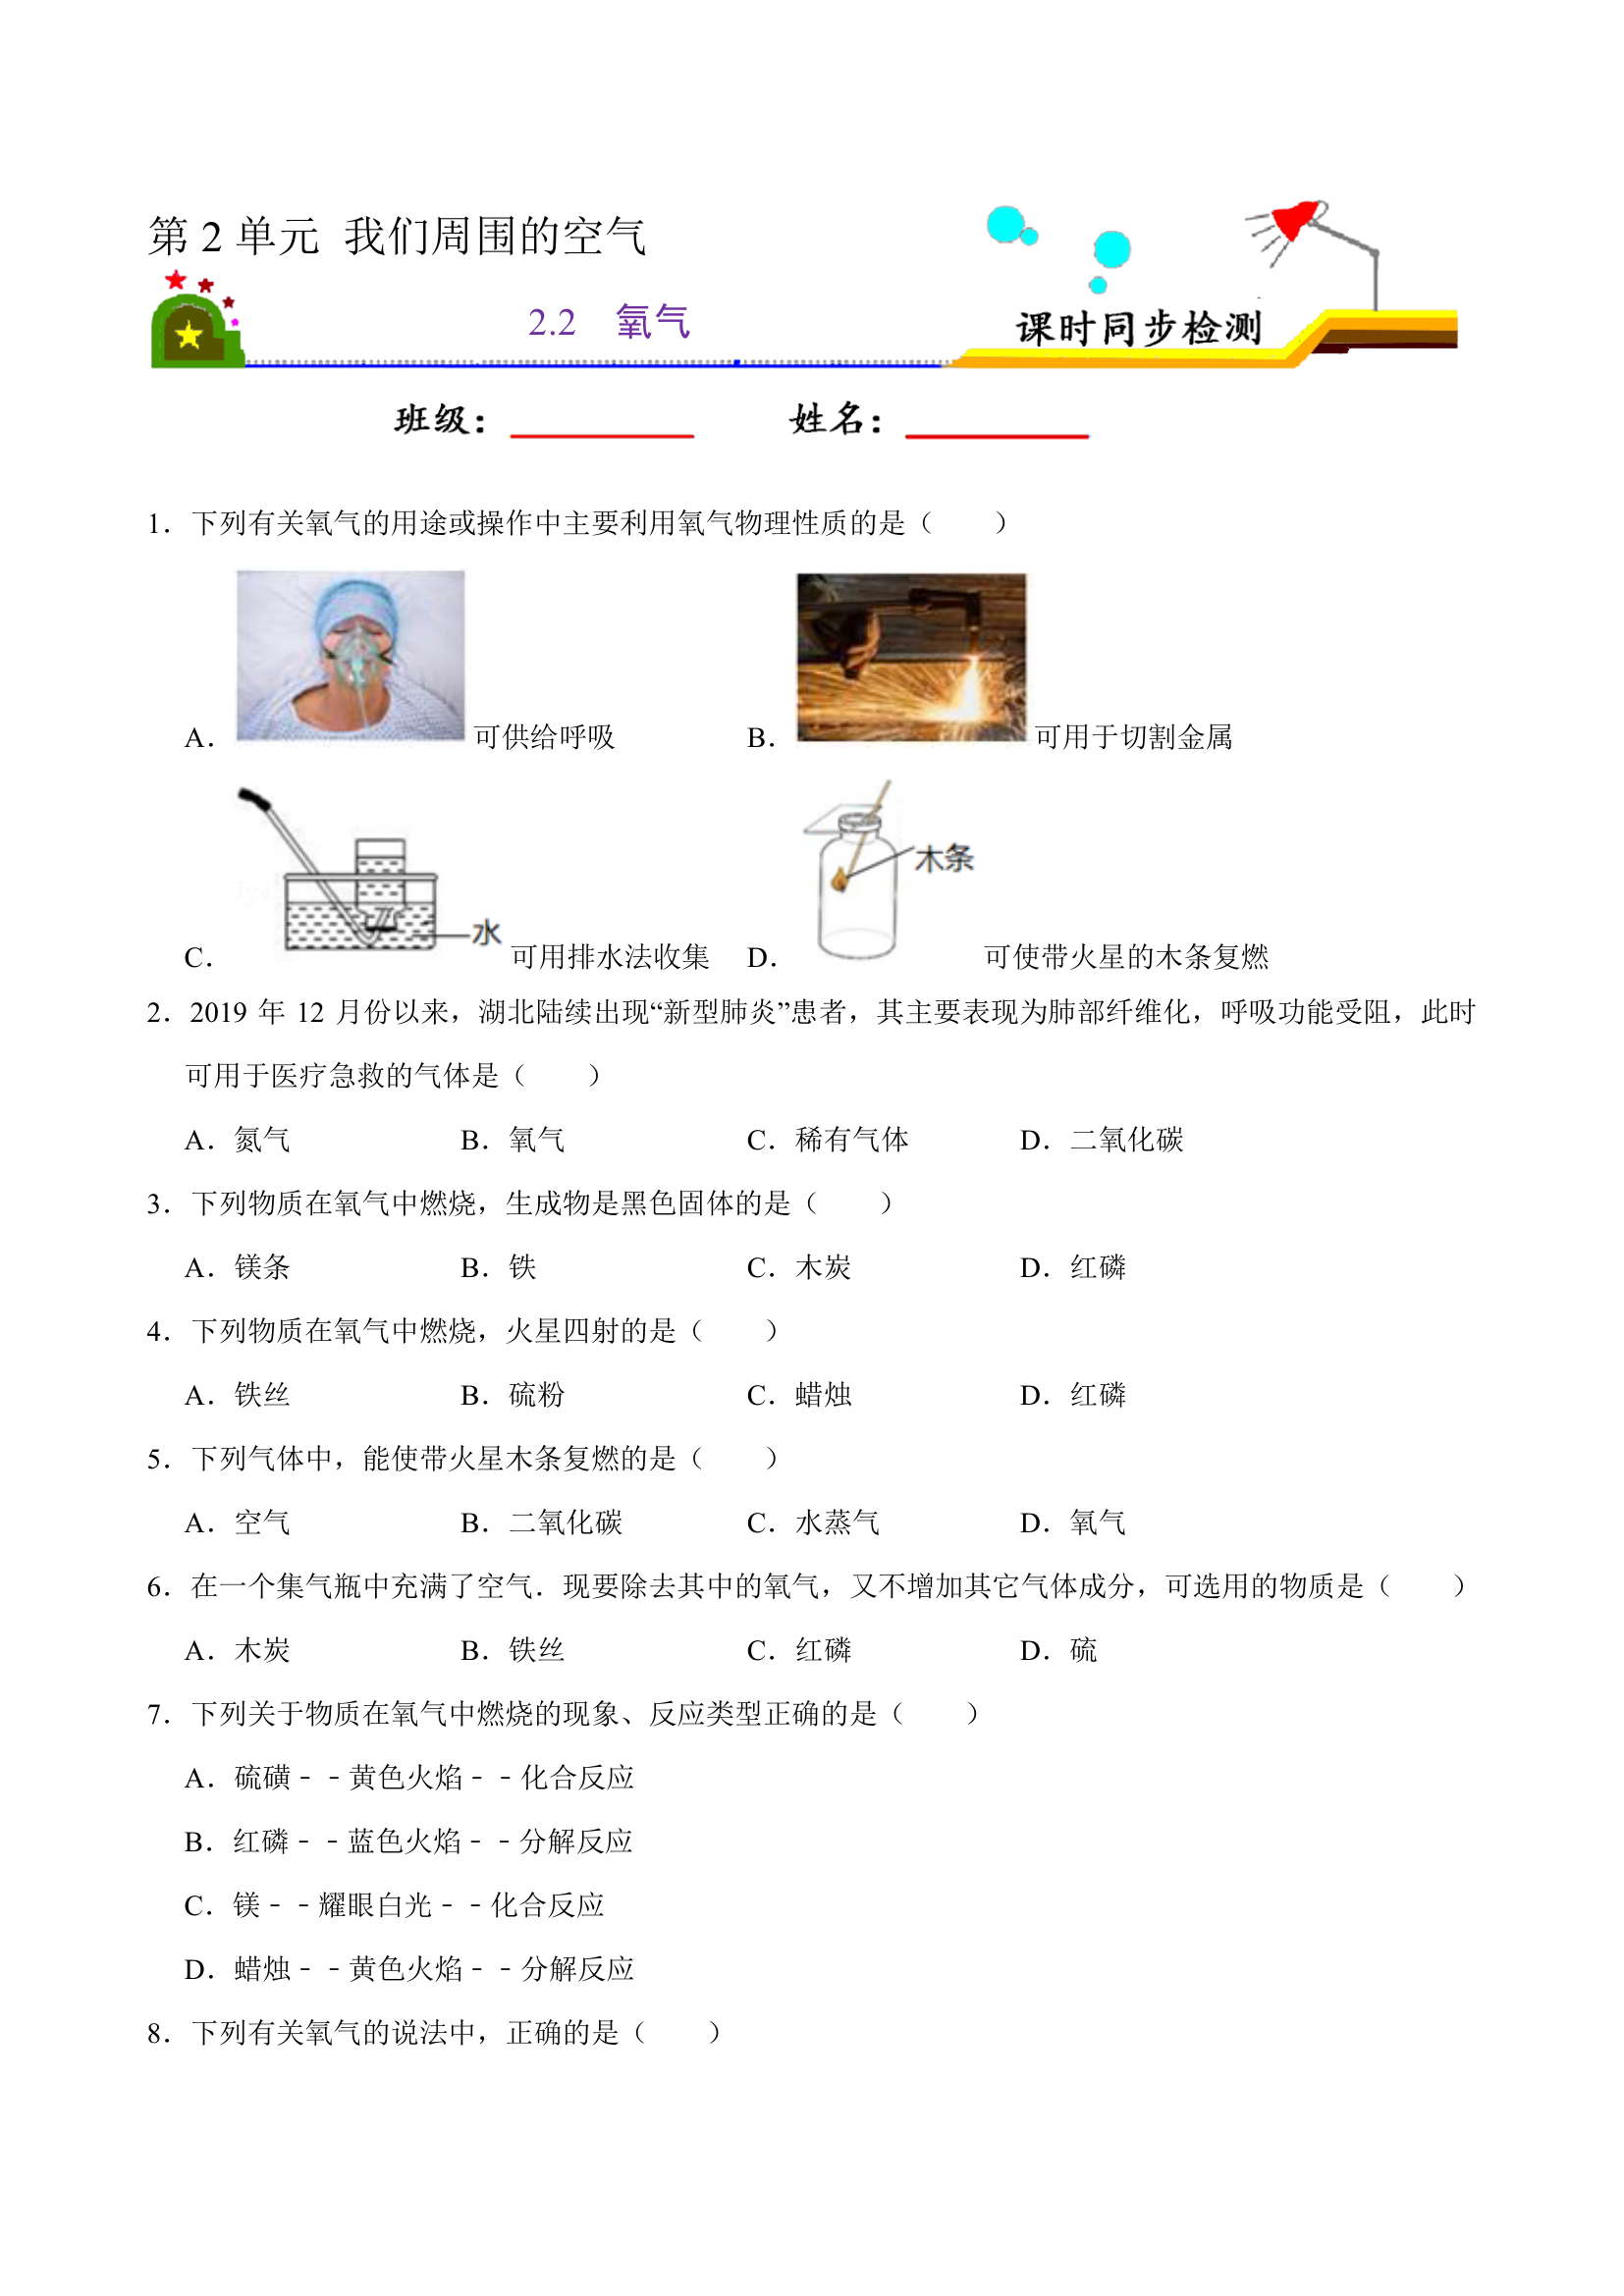 第 2 单元 我们周围的空气
2.2 氧气
课时同步检测
班级：
姓名：
1．下列有关氧气的用途或操作中主要利用氧气物理性质的是（　　）
A．可供给呼吸 B．可用于切割金属
木条
水
C．可用排水法收集 D．可使带火星的木条复燃
2．2019 年 12 月份以来，湖北陆续出现“新型肺炎”患者，其主要表现为肺部纤维化，呼吸功能受阻，此时
可用于医疗急救的气体是（　　）
A．氮气 B．氧气 C．稀有气体 D．二氧化碳
3．下列物质在氧气中燃烧，生成物是黑色固体的是（　　）
A．镁条 B．铁 C．木炭 D．红磷
4．下列物质在氧气中燃烧，火星四射的是（　　）
A．铁丝 B．硫粉 C．蜡烛 D．红磷
5．下列气体中，能使带火星木条复燃的是（　　）
A．空气 B．二氧化碳 C．水蒸气 D．氧气
6．在一个集气瓶中充满了空气．现要除去其中的氧气，又不增加其它气体成分，可选用的物质是（　　）
A．木炭 B．铁丝 C．红磷 D．硫
7．下列关于物质在氧气中燃烧的现象、反应类型正确的是（　　）
A．硫磺﹣﹣黄色火焰﹣﹣化合反应
B．红磷﹣﹣蓝色火焰﹣﹣分解反应
C．镁﹣﹣耀眼白光﹣﹣化合反应
D．蜡烛﹣﹣黄色火焰﹣﹣分解反应
8．下列有关氧气的说法中，正确的是（　　）